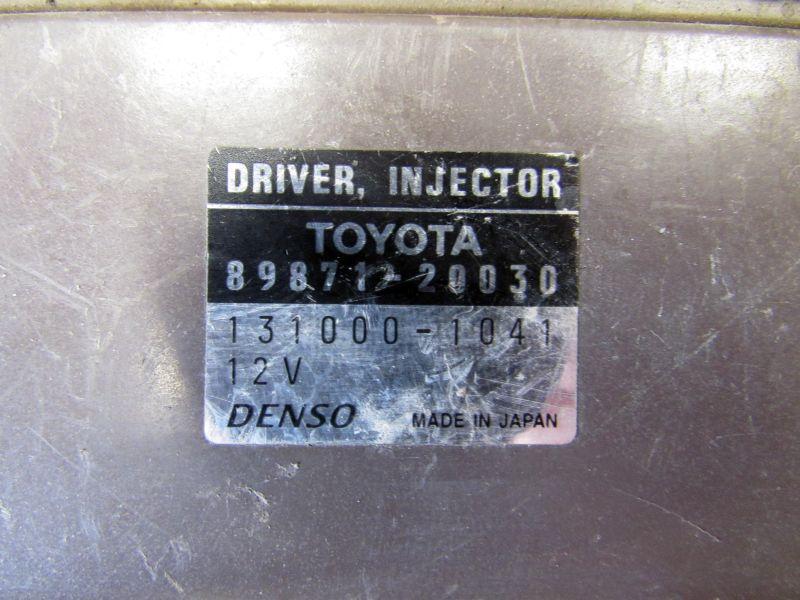 DRIVER, INJECTOR
TOYOTA
89871-20030
131000-1041
12V
DENSO MADE IN JAPAN